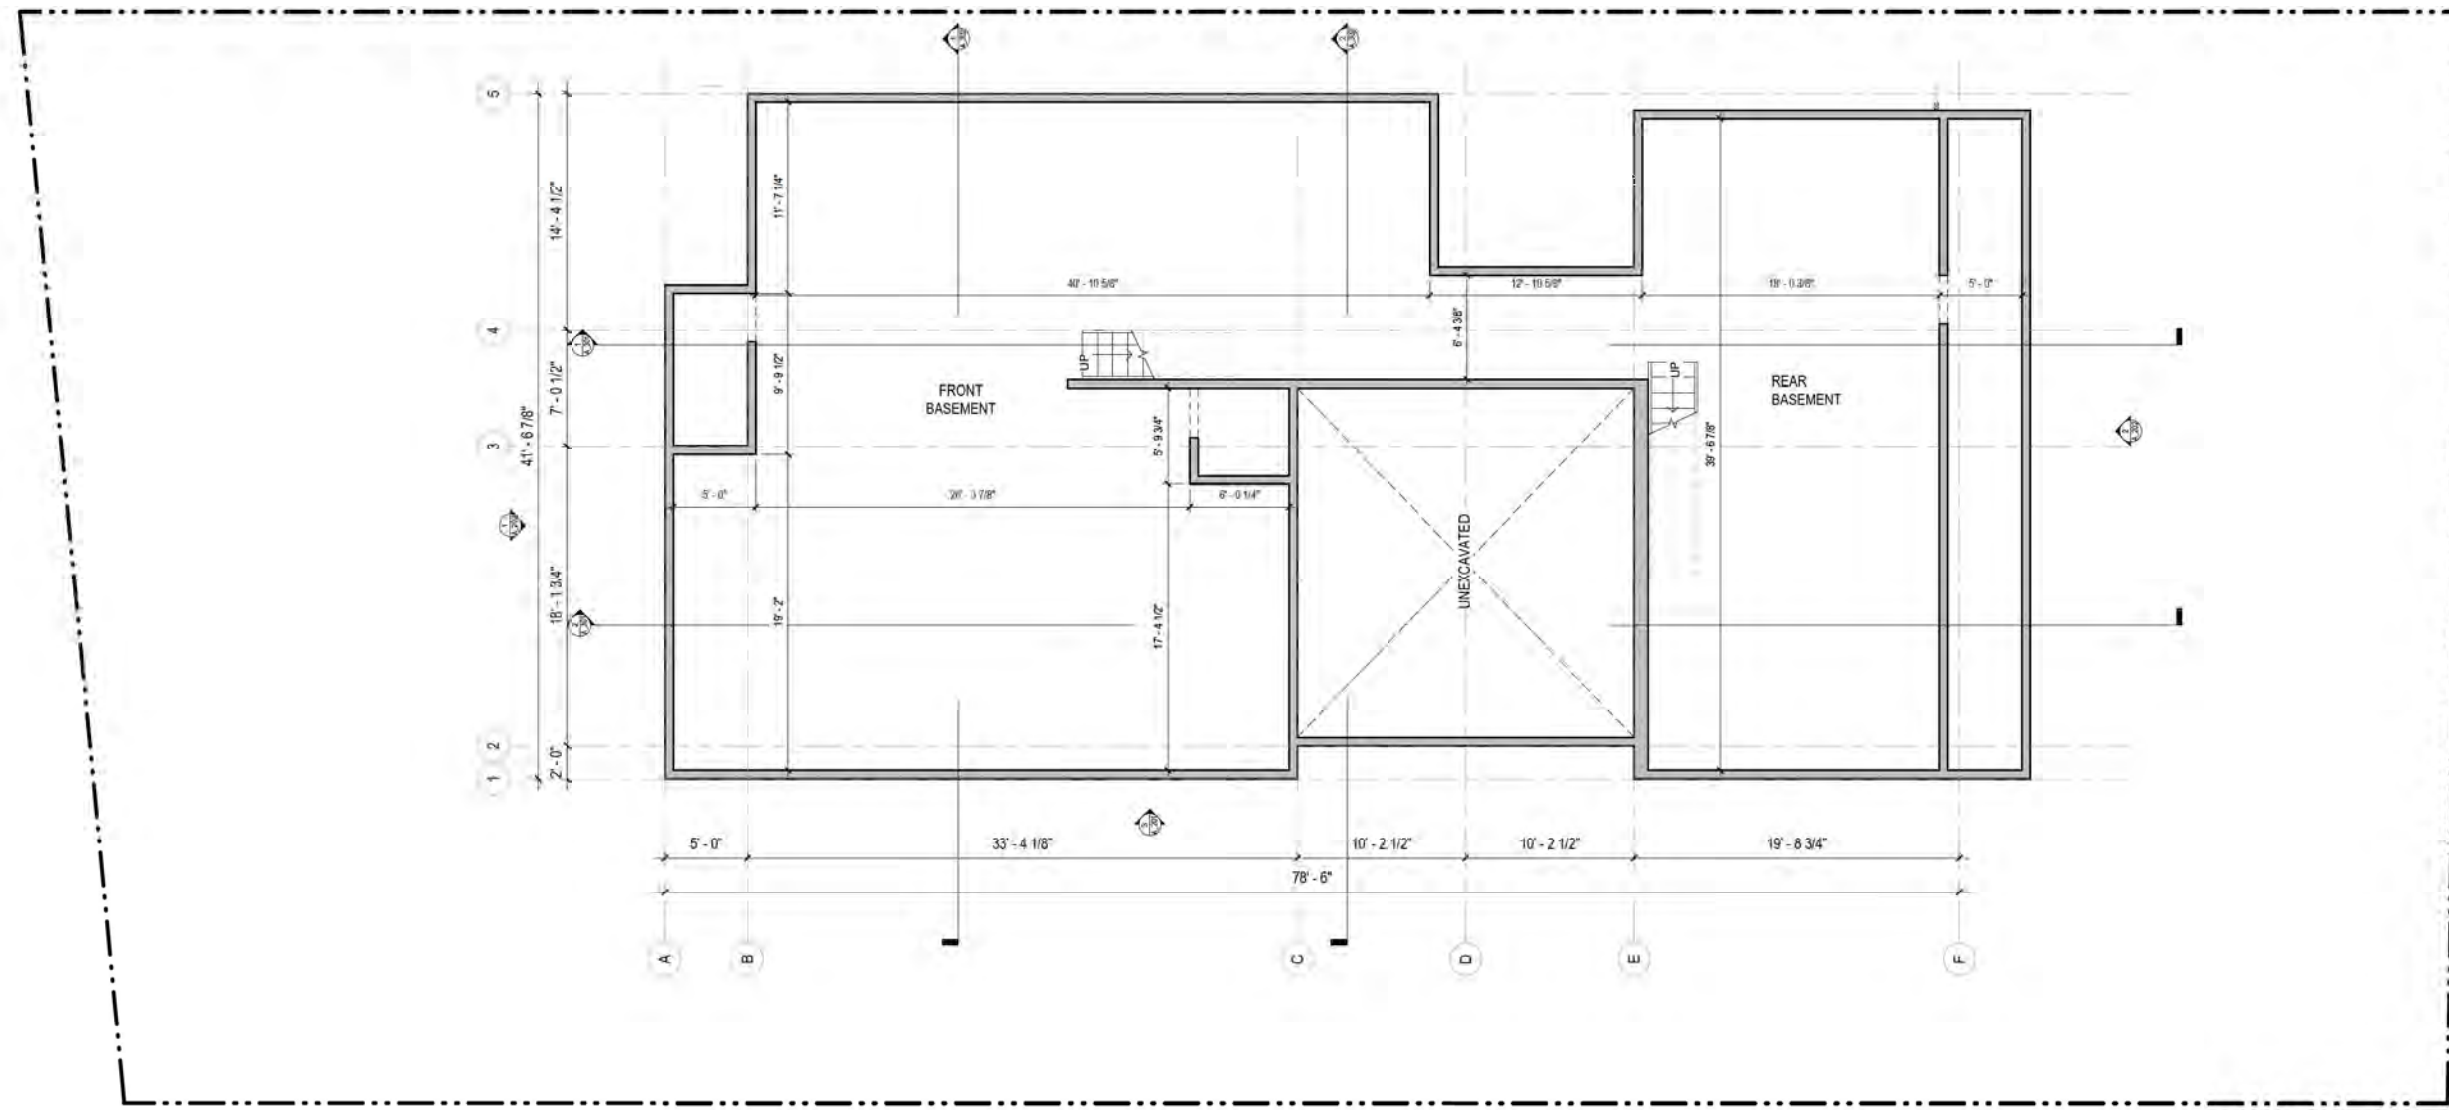 5
14' - 4 1/2"
11' - 7 1/4"
40' - 10 5/8"
12' - 10 5/8"
5' - 0"
4
6' - 4 3/8"
UP
7' - 0 1/2"
9' - 9 1/2"
FRONT
BASEMENT
UP
REAR
BASEMENT
41' - 6 7/8"
3
5' - 9 3/4"
39' - 6 7/8"
5' - 0"
6' - 0 1/4"
UNEXCAVATED
18' - 1 3/4"
19' - 2"
17' - 4 1/2"
2
2' - 0"
1
5' - 0"
33' - 4 1/8"
10' - 2 1/2"
10' - 2 1/2"
19' - 8 3/4"
78' - 6"
A
B
C
D
E
F